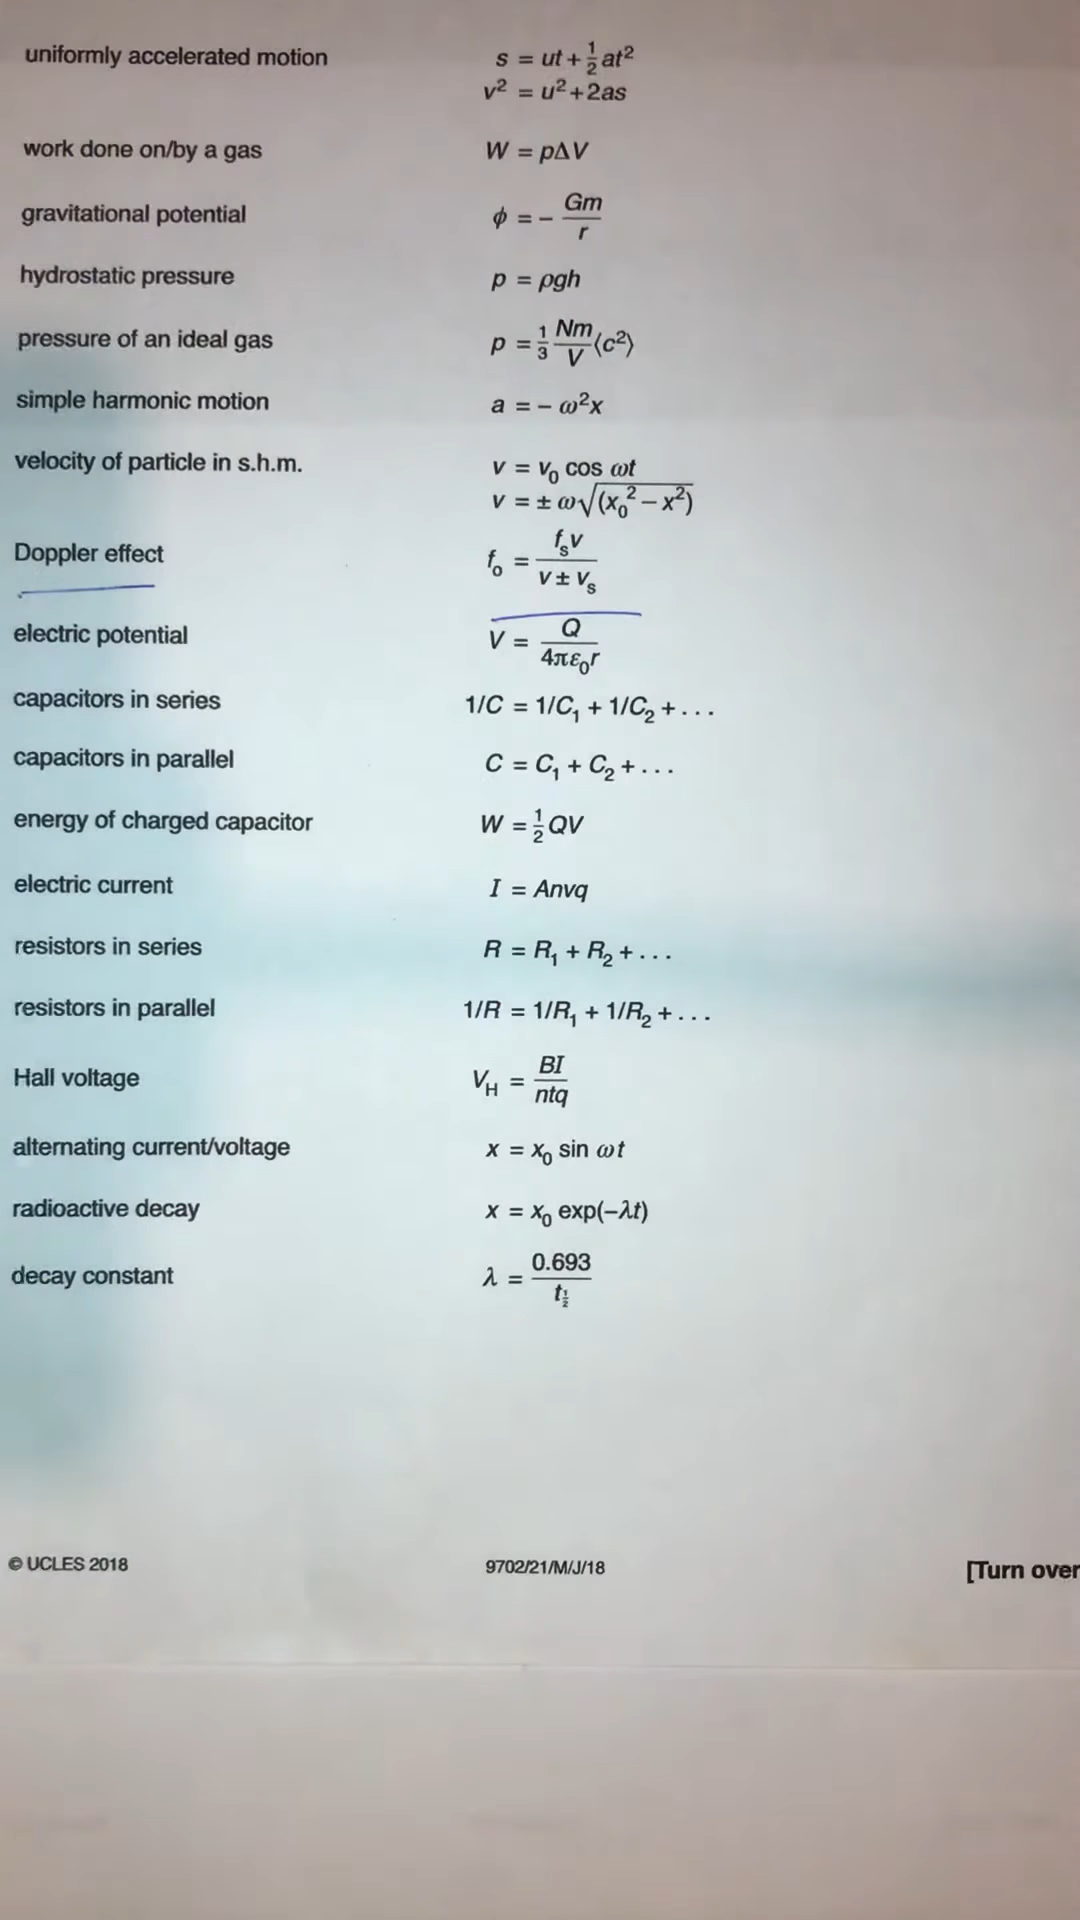 uniformly accelerated motion s = ut + ½at²
v² = u² + 2as
work done on/by a gas W = pΔV
gravitational potential ϕ = − Gm/r
hydrostatic pressure p = ρgh
pressure of an ideal gas p = ⅓ Nm/V ⟨c²⟩
simple harmonic motion a = − ω²x
velocity of particle in s.h.m. v = v₀ cos ωt
v = ± ω√(x₀² − x²)
Doppler effect fₒ = fₛv / v ± vₛ
electric potential V = Q / 4πε₀r
capacitors in series 1/C = 1/C₁ + 1/C₂ + . . .
capacitors in parallel C = C₁ + C₂ + . . .
energy of charged capacitor W = ½QV
electric current I = Anvq
resistors in series R = R₁ + R₂ + . . .
resistors in parallel 1/R = 1/R₁ + 1/R₂ + . . .
Hall voltage V_H = BI / ntq
alternating current/voltage x = x₀ sin ωt
radioactive decay x = x₀ exp(−λt)
decay constant λ = 0.693 / t_½
© UCLES 2018 9702/21/M/J/18 [Turn over